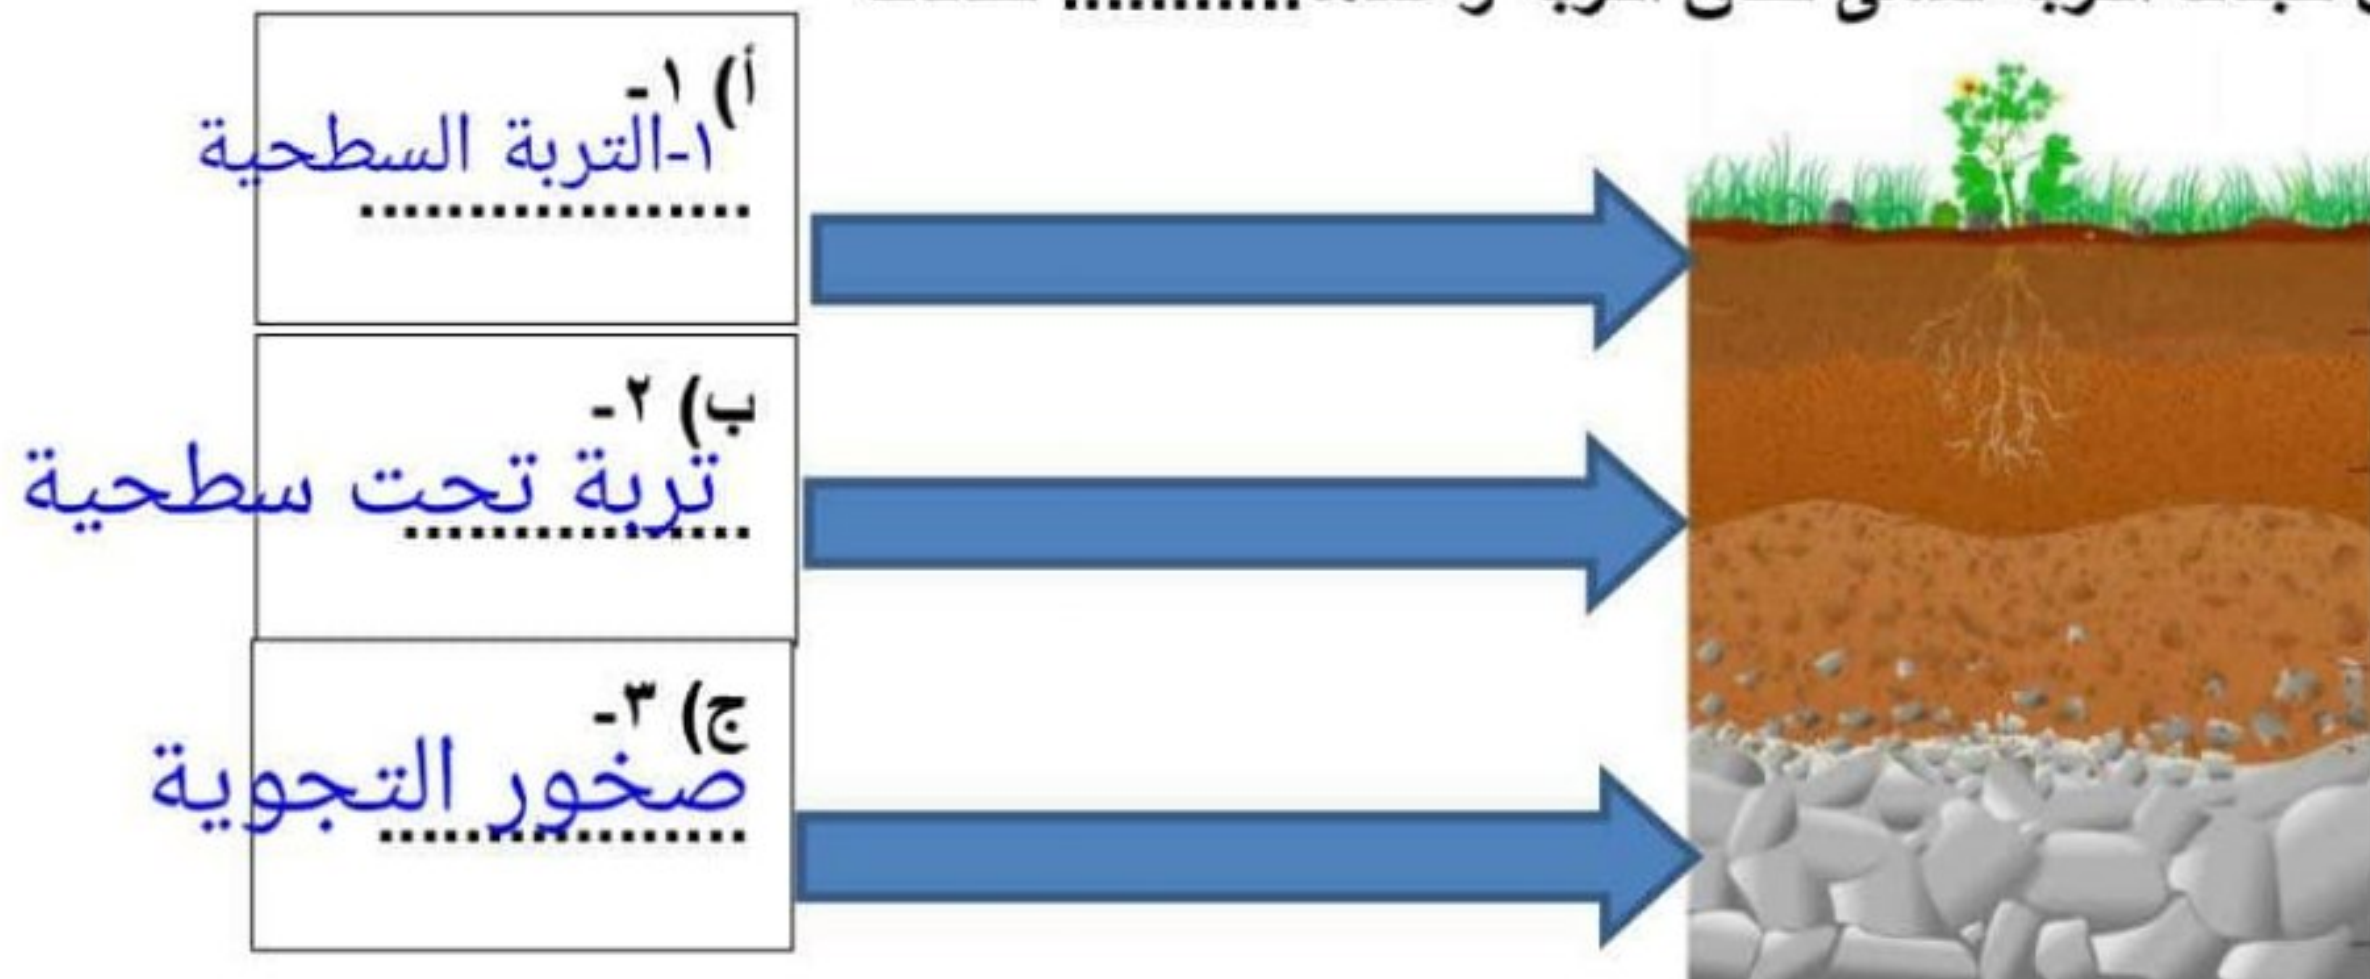 أ) ١-
١-التربة السطحية
..................
ب) ٢-
تربة تحت سطحية
................
ج) ٣-
صخور التجوية
.................